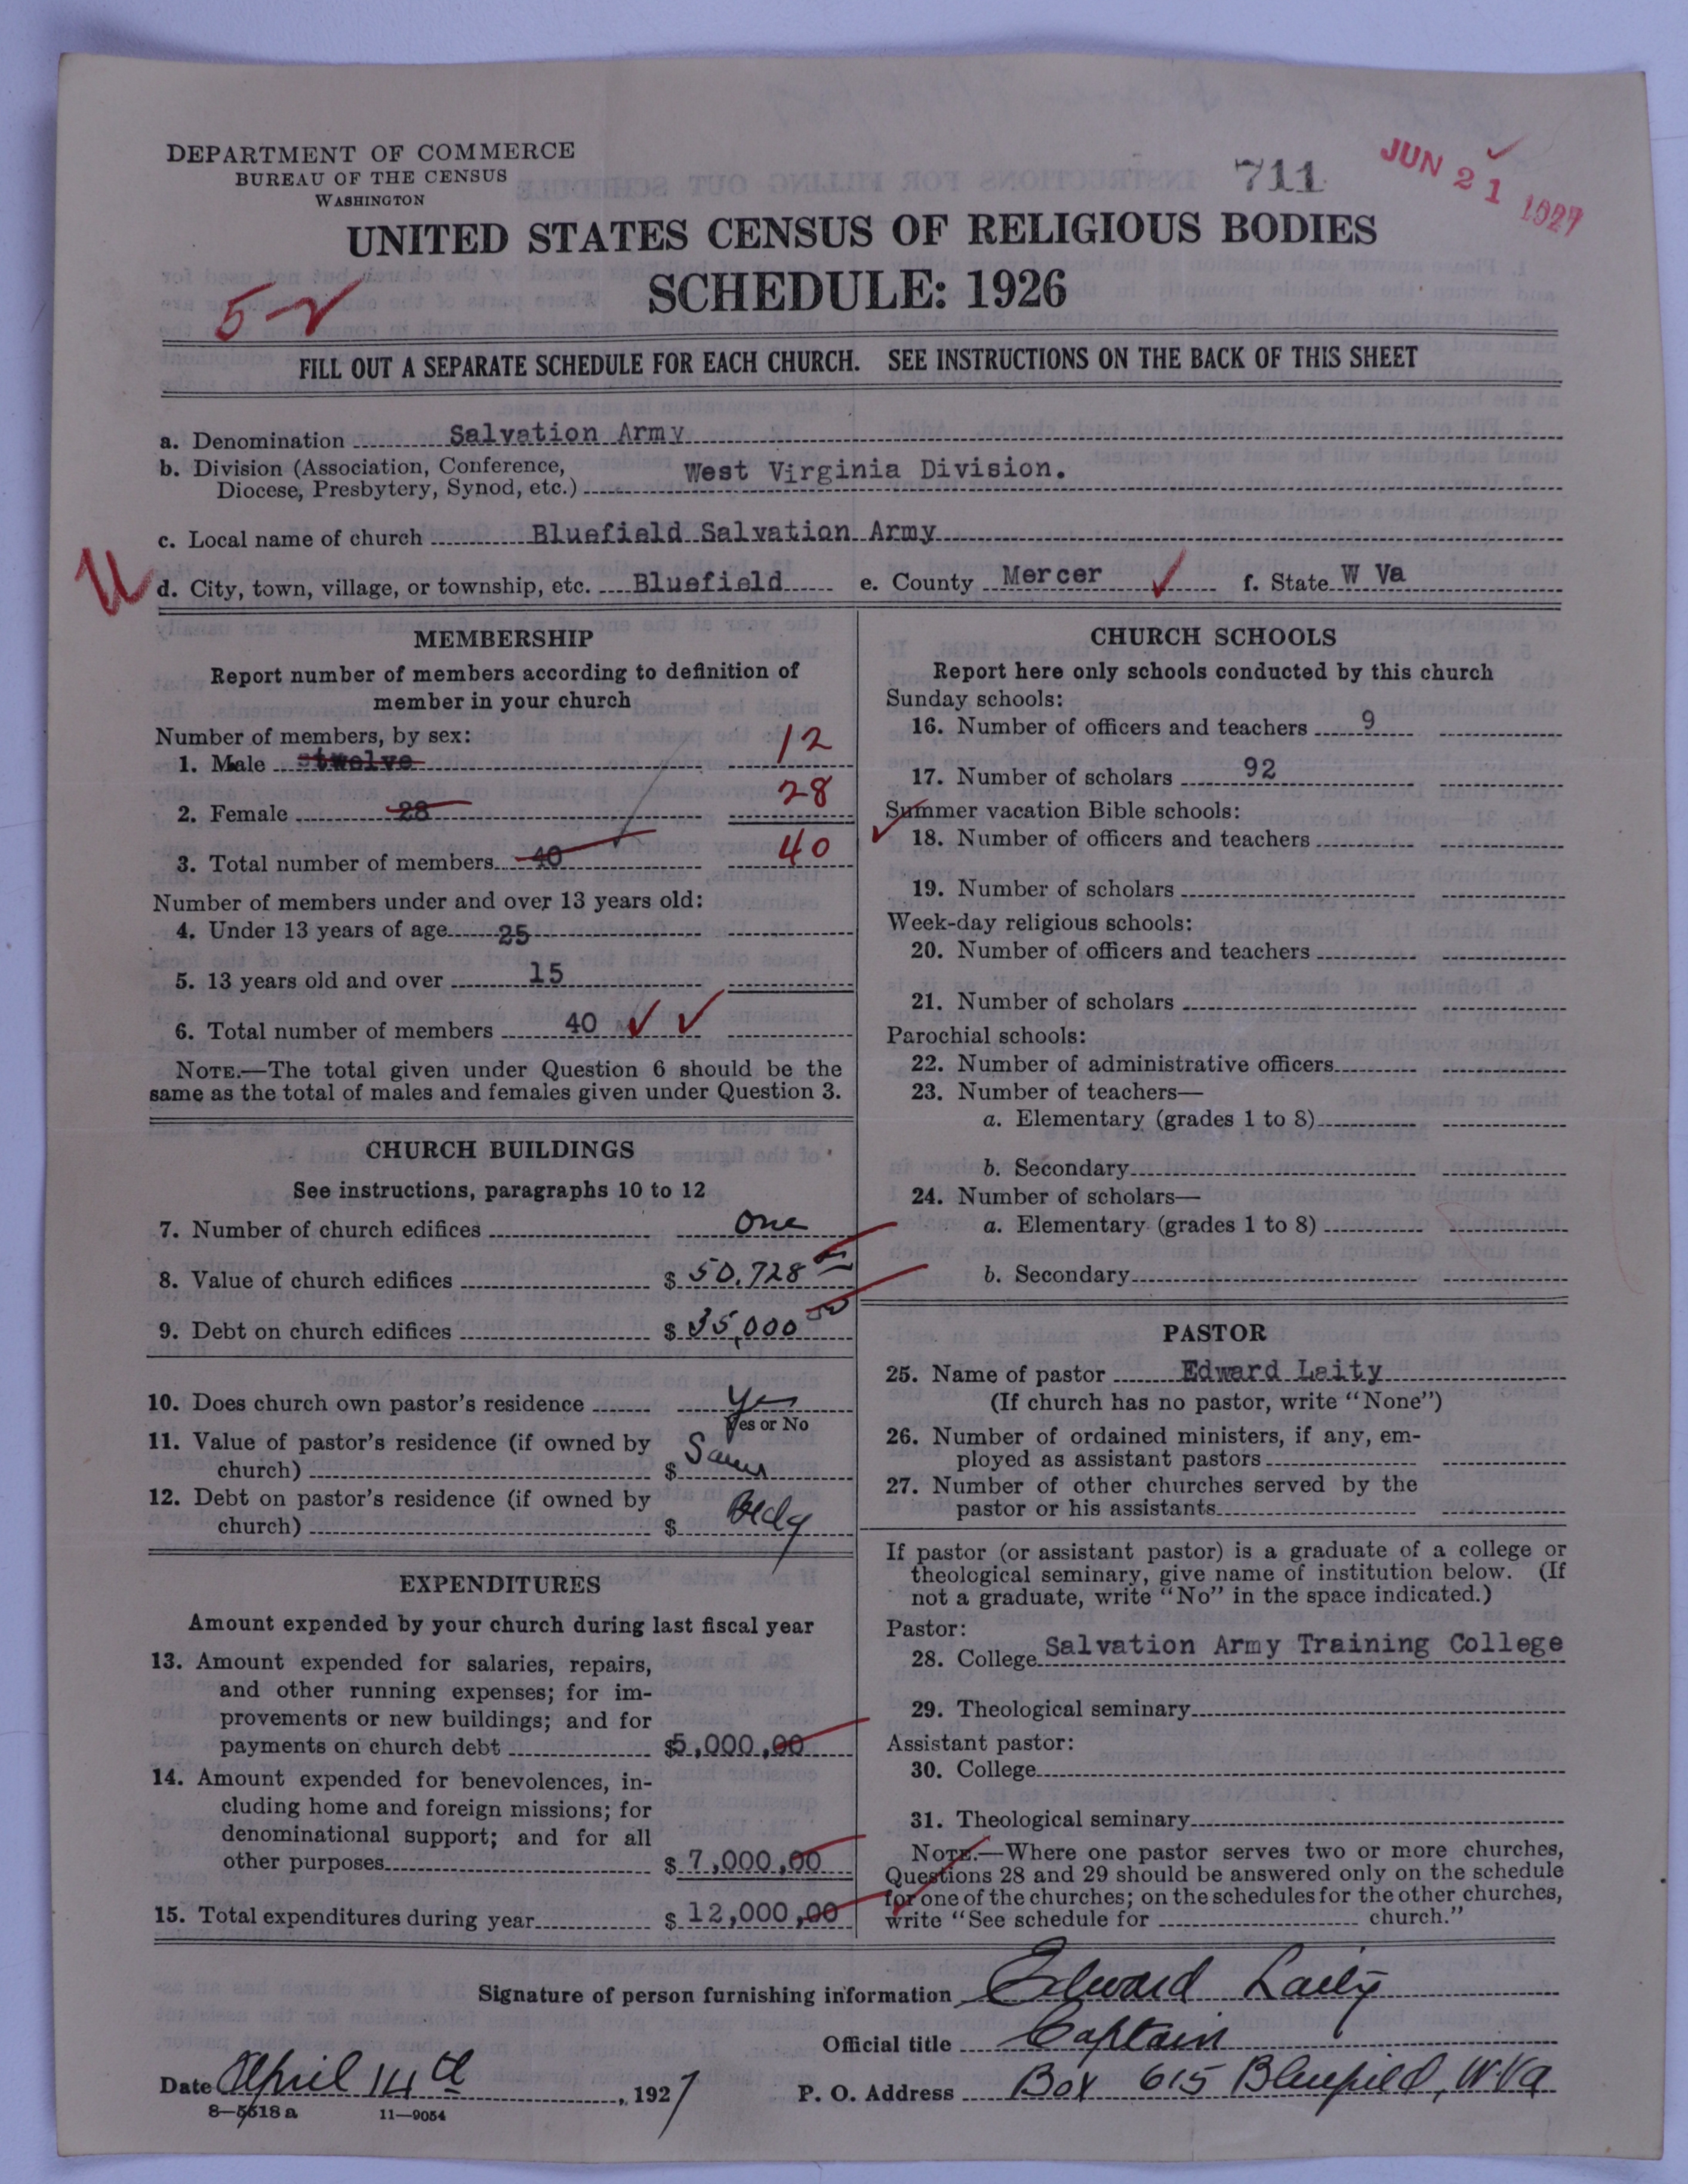 DEPARTMENT OF COMMERCE
BUREAU OF THE CENSUS
WASHINGTON
711
JUN 21 1927
UNITED STATES CENSUS OF RELIGIOUS BODIES
SCHEDULE: 1926
FILL OUT A SEPARATE SCHEDULE FOR EACH CHURCH. SEE INSTRUCTIONS ON THE BACK OF THIS SHEET
a. Denomination Salvation Army
b. Division (Association, Conference,
Diocese, Presbytery, Synod, etc.) West Virginia Division.
c. Local name of church Bluefield Salvation Army
d. City, town, village, or township, etc. Bluefield e. County Mercer f. State W Va
MEMBERSHIP
Report number of members according to definition of
member in your church
Number of members, by sex:
1. Male twelve 12
2. Female 28 28
3. Total number of members 40 40
Number of members under and over 13 years old:
4. Under 13 years of age 25
5. 13 years old and over 15
6. Total number of members 40
NOTE.—The total given under Question 6 should be the
same as the total of males and females given under Question 3.
CHURCH BUILDINGS
See instructions, paragraphs 10 to 12
7. Number of church edifices one
8. Value of church edifices $ 50,728
9. Debt on church edifices $ 35,000
10. Does church own pastor's residence Yes
Yes or No
11. Value of pastor's residence (if owned by
church) $ Same
12. Debt on pastor's residence (if owned by
church) $ Bldg
EXPENDITURES
Amount expended by your church during last fiscal year
13. Amount expended for salaries, repairs,
and other running expenses; for im-
provements or new buildings; and for
payments on church debt $5,000.00
14. Amount expended for benevolences, in-
cluding home and foreign missions; for
denominational support; and for all
other purposes $ 7,000.00
15. Total expenditures during year $ 12,000.00
CHURCH SCHOOLS
Report here only schools conducted by this church
Sunday schools:
16. Number of officers and teachers 9
17. Number of scholars 92
Summer vacation Bible schools:
18. Number of officers and teachers
19. Number of scholars
Week-day religious schools:
20. Number of officers and teachers
21. Number of scholars
Parochial schools:
22. Number of administrative officers
23. Number of teachers—
a. Elementary (grades 1 to 8)
b. Secondary
24. Number of scholars—
a. Elementary (grades 1 to 8)
b. Secondary
PASTOR
25. Name of pastor Edward Laity
(If church has no pastor, write "None")
26. Number of ordained ministers, if any, em-
ployed as assistant pastors
27. Number of other churches served by the
pastor or his assistants
If pastor (or assistant pastor) is a graduate of a college or
theological seminary, give name of institution below. (If
not a graduate, write "No" in the space indicated.)
Pastor:
28. College Salvation Army Training College
29. Theological seminary
Assistant pastor:
30. College
31. Theological seminary
NOTE.—Where one pastor serves two or more churches,
Questions 28 and 29 should be answered only on the schedule
for one of the churches; on the schedules for the other churches,
write "See schedule for church."
Signature of person furnishing information Edward Laity
Official title Captain
Date April 14th, 1927 P. O. Address Box 615 Bluefield, W.Va
8—5618 a 11—9054